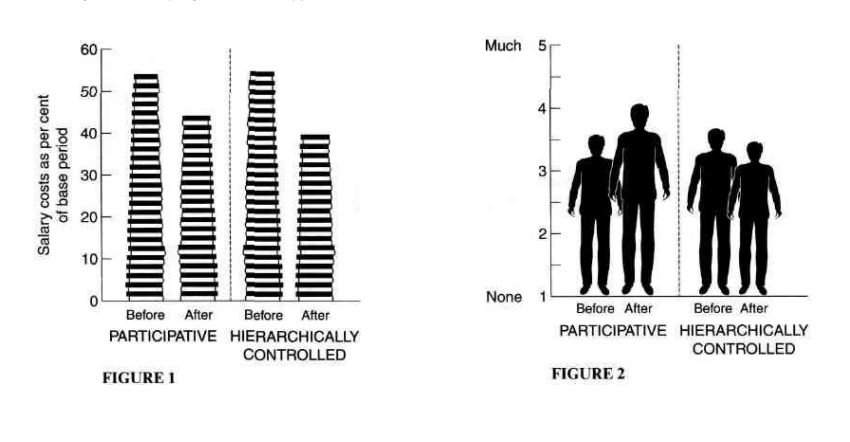 60
50
40
30
20
10
0
Salary costs as per cent
of base period
Before After Before After
PARTICIPATIVE HIERARCHICALLY
CONTROLLED
FIGURE 1
Much 5
4
3
2
None 1
Before After Before After
PARTICIPATIVE HIERARCHICALLY
CONTROLLED
FIGURE 2